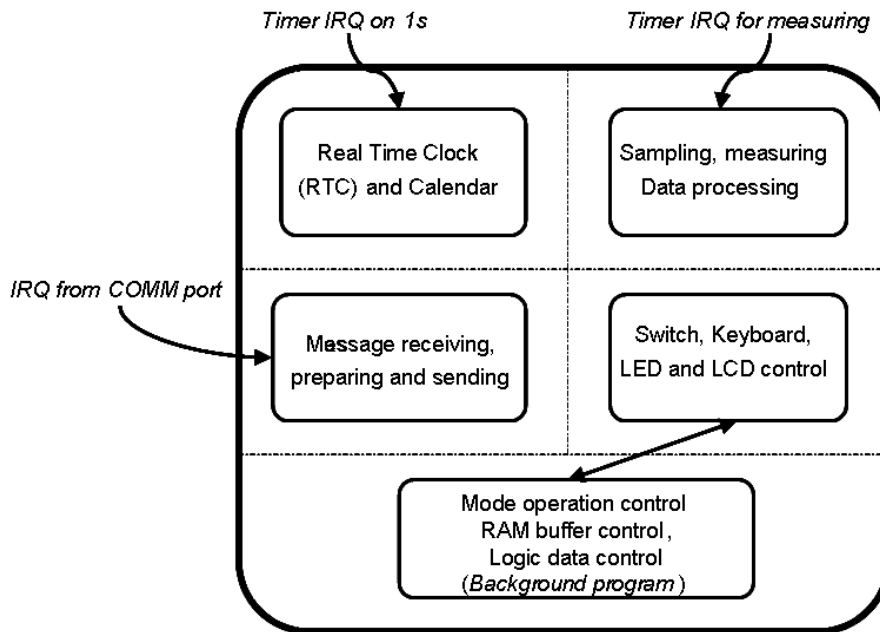 Timer IRQ on 1s
Timer IRQ for measuring
Real Time Clock
(RTC) and Calendar
Sampling, measuring
Data processing
IRQ from COMM port
Message receiving,
preparing and sending
Switch, Keyboard,
LED and LCD control
Mode operation control
RAM buffer control,
Logic data control
(Background program)